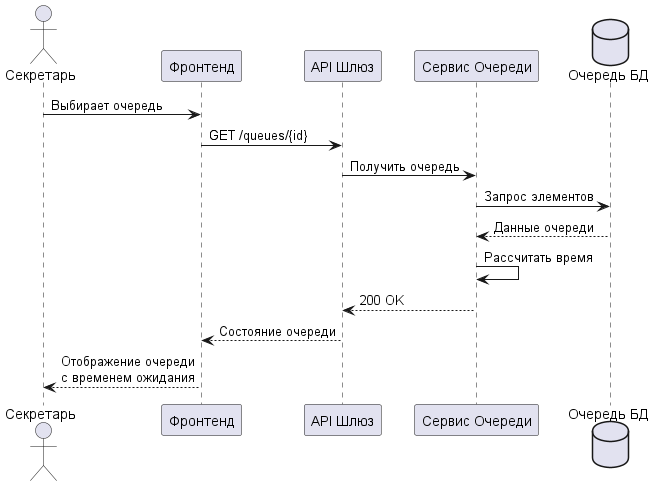 Секретарь
Фронтенд
API Шлюз
Сервис Очереди
Очередь БД
Выбирает очередь
GET /queues/{id}
Получить очередь
Запрос элементов
Данные очереди
Рассчитать время
200 OK
Состояние очереди
Отображение очереди
с временем ожидания
Секретарь
Фронтенд
API Шлюз
Сервис Очереди
Очередь БД